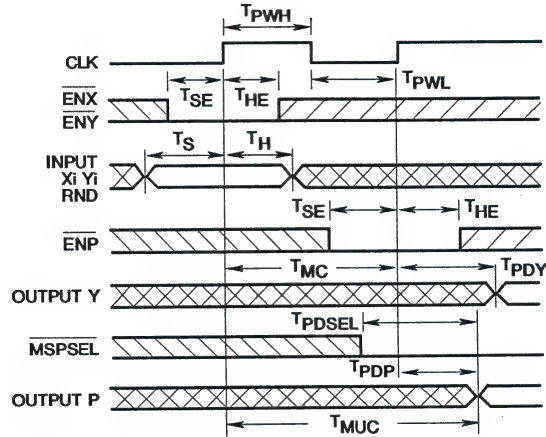 TPWH
CLK
TSE
THE
TPWL
ENX
ENY
TS
TH
INPUT
Xi Yi
RND
TSE
THE
ENP
TMC
TPDY
OUTPUT Y
TPDSEL
MSPSEL
TPDP
OUTPUT P
TMUC